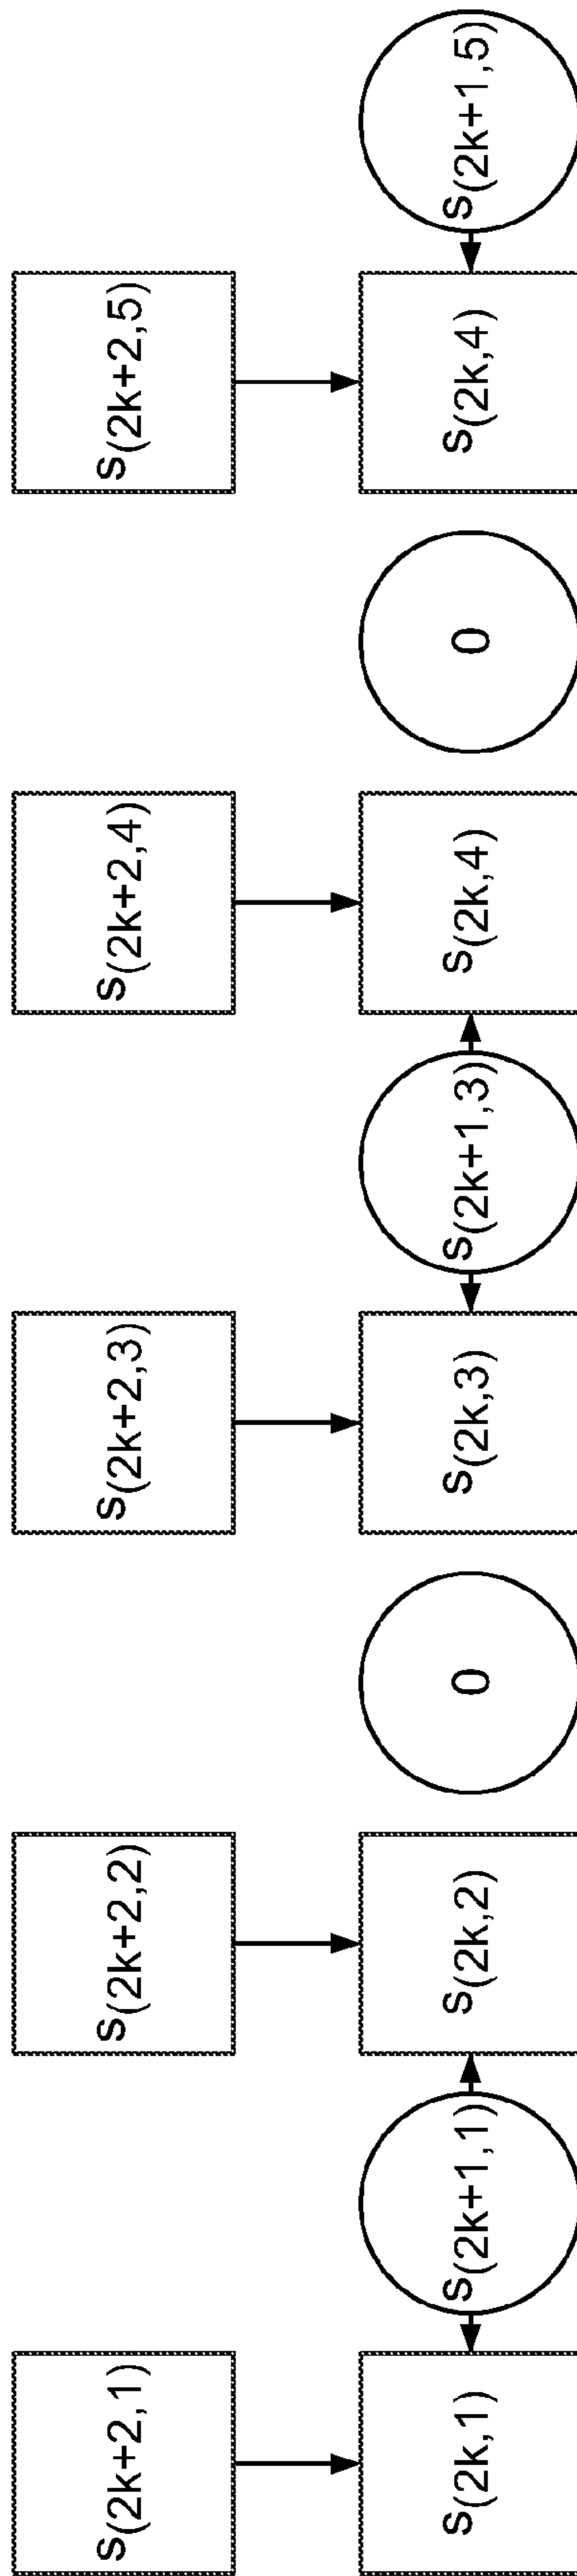 s(2k+2,1)
s(2k+2,2)
s(2k+2,3)
s(2k+2,4)
s(2k+2,5)
s(2k,1)
s(2k+1,1)
s(2k,2)
0
s(2k,3)
s(2k+1,3)
s(2k,4)
0
s(2k,4)
s(2k+1,5)